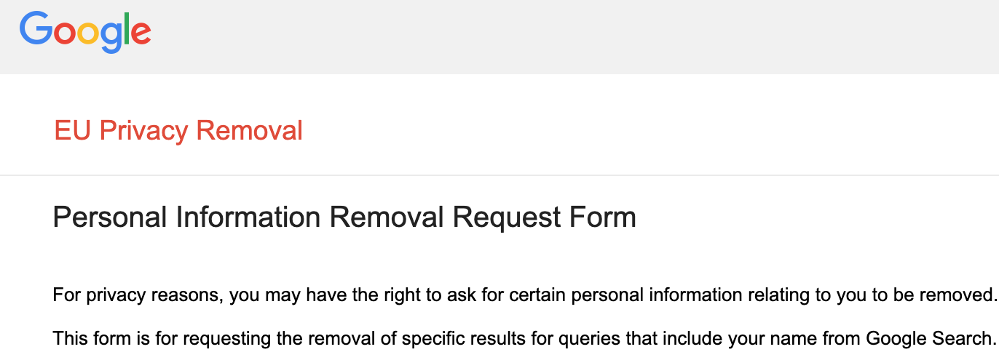 Google
EU Privacy Removal
Personal Information Removal Request Form
For privacy reasons, you may have the right to ask for certain personal information relating to you to be removed.
This form is for requesting the removal of specific results for queries that include your name from Google Search.